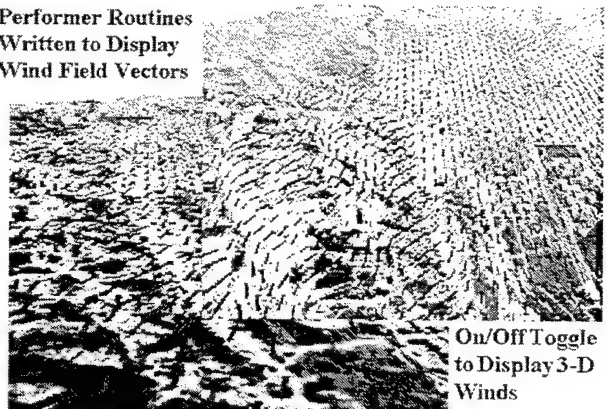 Performer Routines
Written to Display
Wind Field Vectors
On/Off Toggle
to Display 3-D
Winds